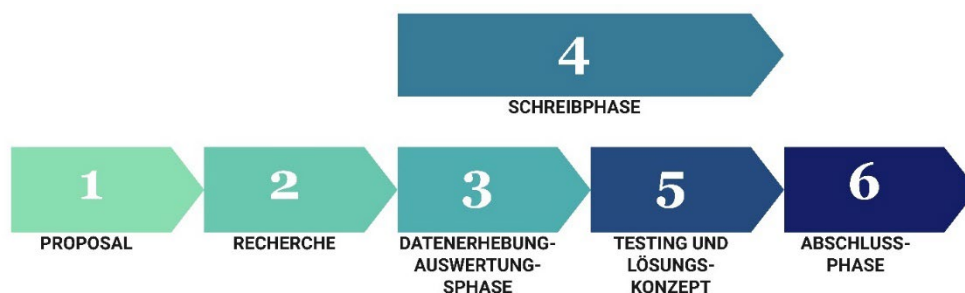 4
SCHREIBPHASE
1
PROPOSAL
2
RECHERCHE
3
DATENERHEBUNG-
AUSWERTUNG-
SPHASE
5
TESTING UND
LÖSUNGS-
KONZEPT
6
ABSCHLUSS-
PHASE